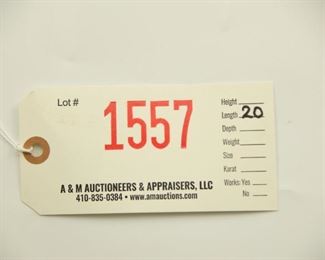 Lot #
1557
A & M AUCTIONEERS & APPRAISERS, LLC
410-835-0384 • www.amauctions.com
Height
Length 20
Depth
Weight
Size
Karat
Works: Yes
No